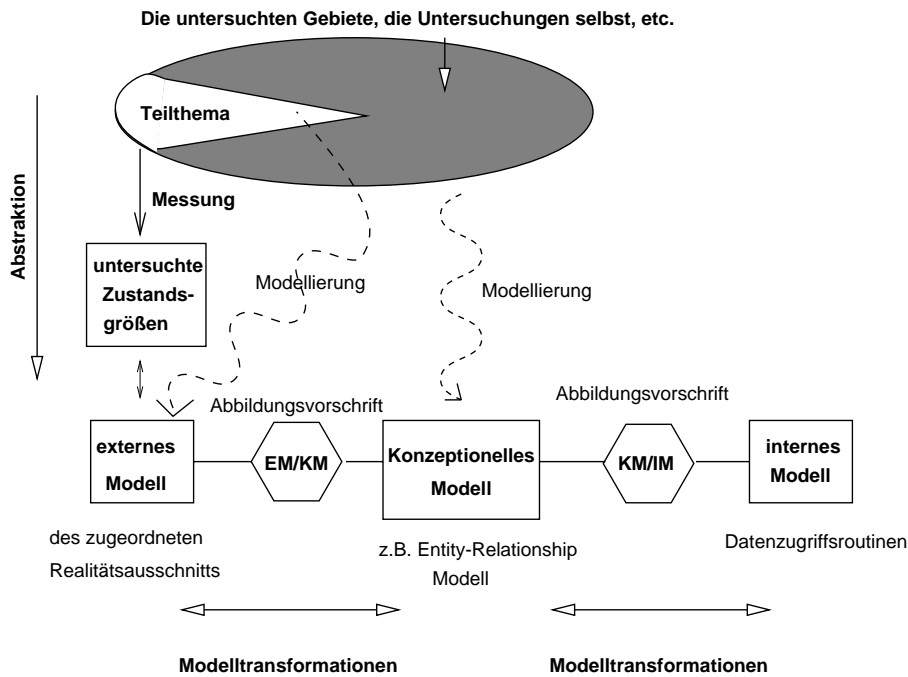 Die untersuchten Gebiete, die Untersuchungen selbst, etc.
Teilthema
Abstraktion
Messung
untersuchte
Zustands-
größen
Modellierung
Modellierung
Abbildungsvorschrift
Abbildungsvorschrift
externes
Modell
EM/KM
Konzeptionelles
Modell
KM/IM
internes
Modell
des zugeordneten
Realitätsausschnitts
z.B. Entity-Relationship
Modell
Datenzugriffsroutinen
Modelltransformationen
Modelltransformationen